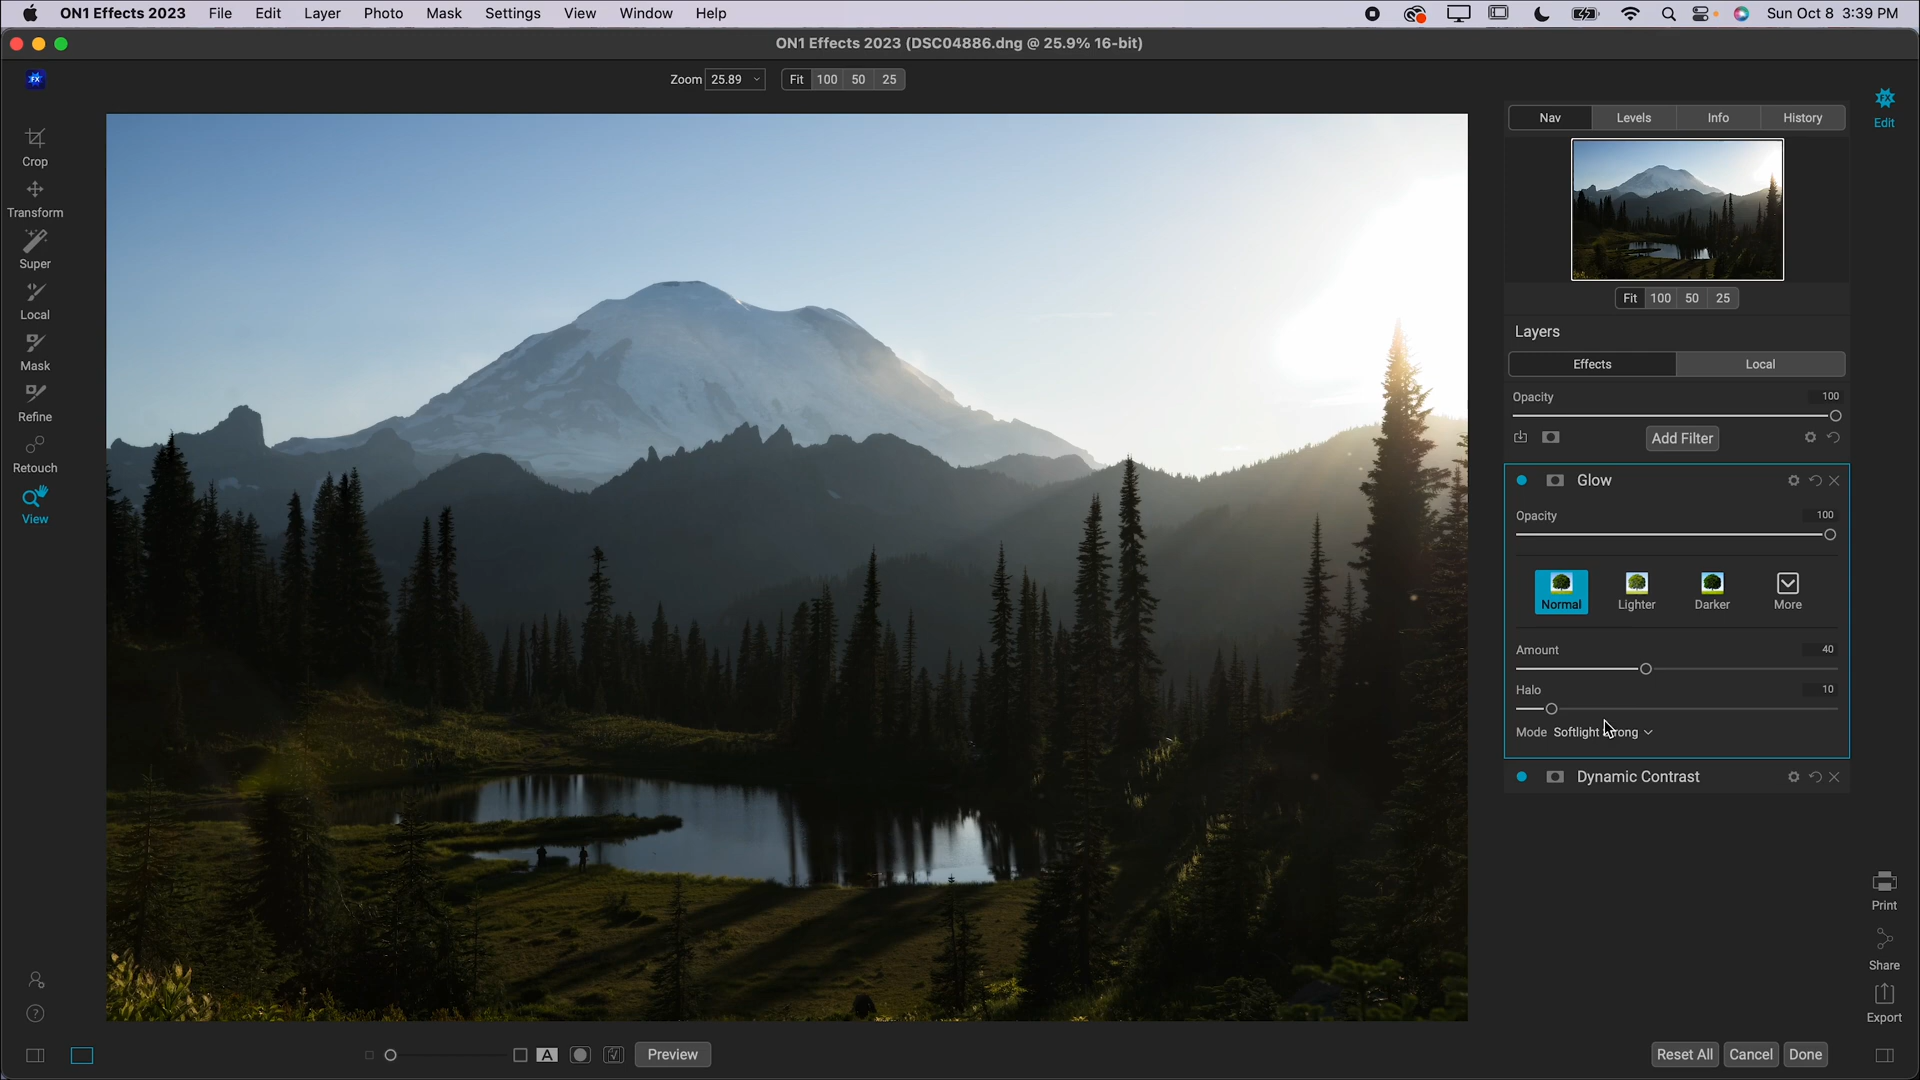 ON1 Effects 2023 File Edit Layer Photo Mask Settings View Window Help Sun Oct 8 3:39 PM
ON1 Effects 2023 (DSC04886.dng @ 25.9% 16-bit)
FX
Zoom 25.89 Fit 100 50 25
FX
Edit
Crop
Transform
Super
Local
Mask
Refine
Retouch
View
Nav Levels Info History
Fit 100 50 25
Layers
Effects Local
Opacity 100
Add Filter
Glow
Opacity 100
Normal Lighter Darker More
Amount 40
Halo 10
Mode Softlight Strong
Dynamic Contrast
Print
Share
Export
?
A Preview
Reset All Cancel Done